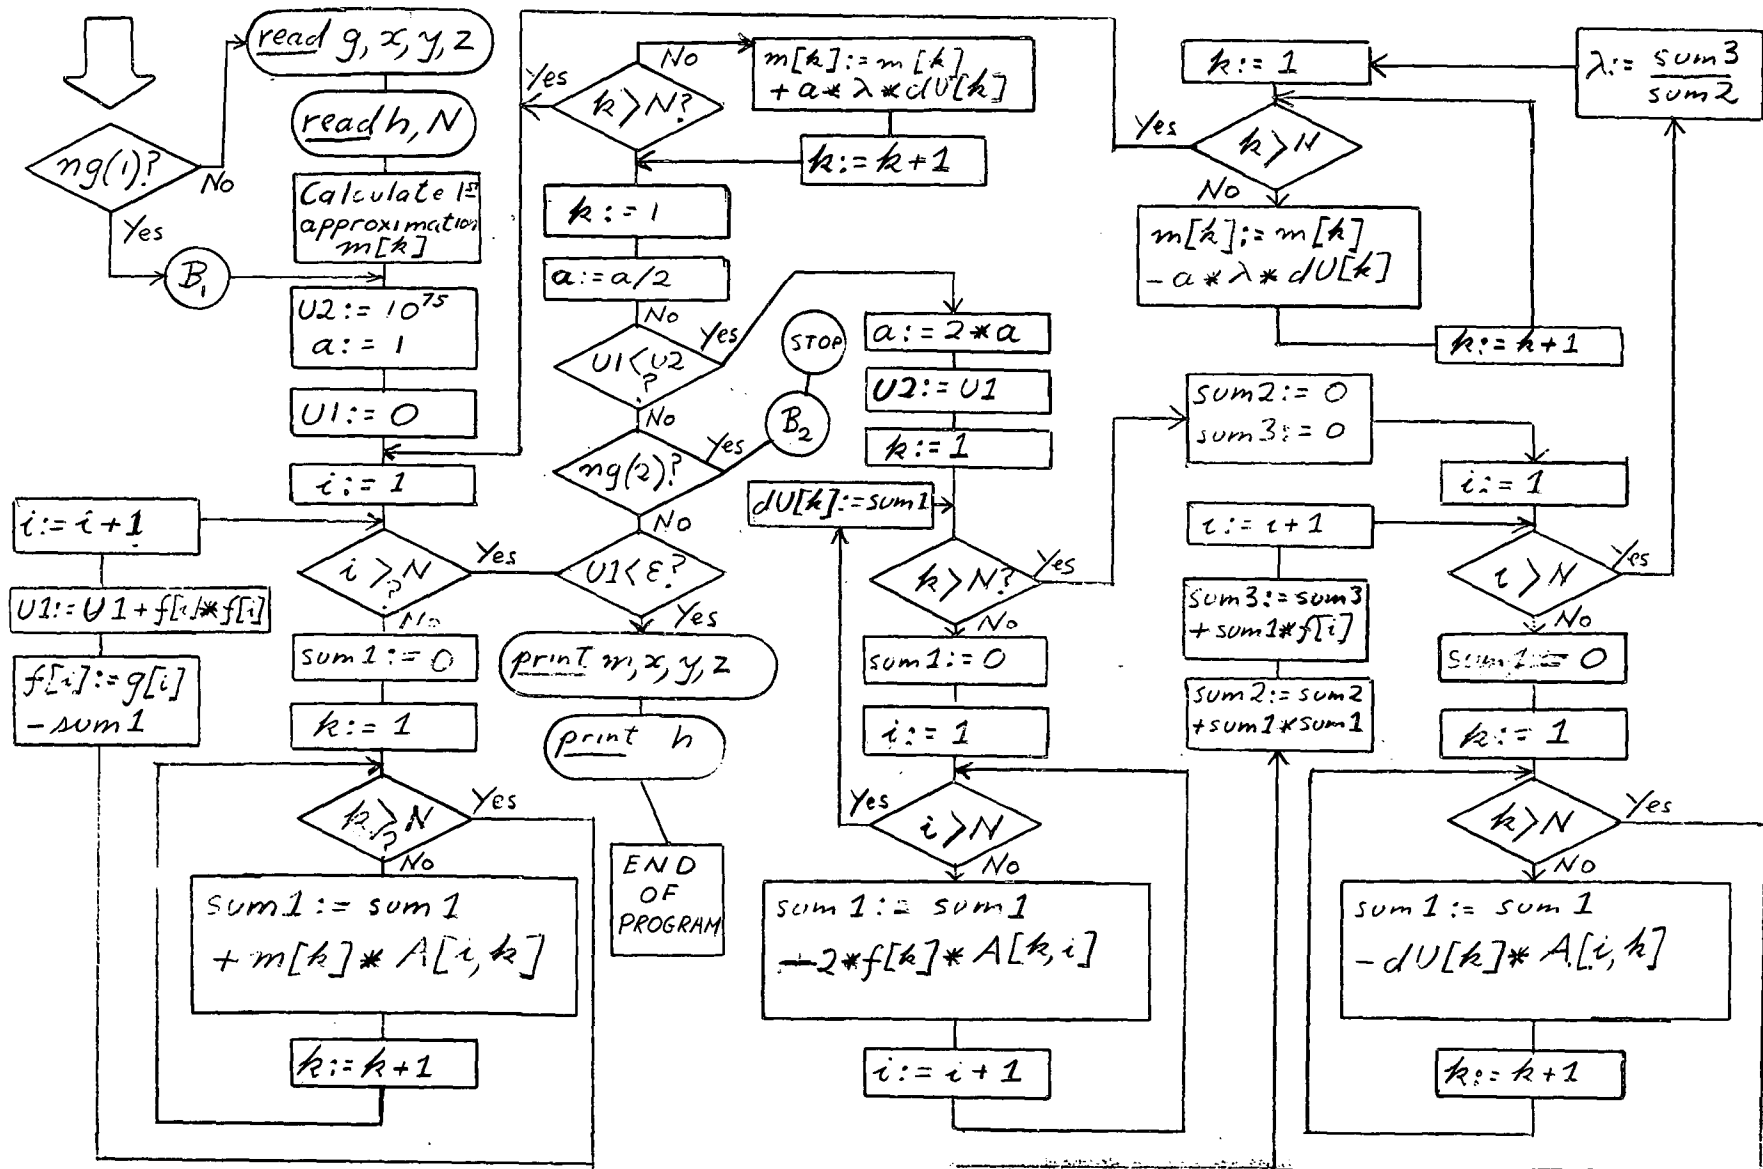 ng(1)?
No
Yes
B1
read g, x, y, z
read h, N
Calculate 1st
approximation
m[k]
U2:= 10^75
a:= 1
U1:= 0
i:= 1
i > N
?
Yes
No
sum1:= 0
k:= 1
k > N
?
Yes
No
sum1:= sum1
+ m[k] * A[i,k]
k:= k+1
i:= i+1
U1:= U1 + f[i]*f[i]
f[i]:= g[i]
- sum1
k > N?
No
Yes
m[k]:= m[k]
+ a * λ * dU[k]
k:= k+1
k:= 1
a:= a/2
No
U1 < U2
?
Yes
No
ng(2)?
Yes
B2
STOP
No
U1 < ε?
Yes
print m, x, y, z
print h
END
OF
PROGRAM
a:= 2 * a
U2:= U1
k:= 1
dU[k]:= sum1
k > N?
Yes
No
sum1:= 0
i:= 1
i > N
Yes
No
sum1:= sum1
-2*f[k]* A[k,i]
i:= i+1
sum2:= 0
sum3:= 0
i:= 1
i:= i+1
sum3:= sum3
+ sum1*f[i]
sum2:= sum2
+sum1*sum1
i > N
Yes
No
sum1:= 0
k:= 1
k > N
Yes
No
sum1:= sum1
- dU[k]* A[i,k]
k:= k+1
λ:= sum3
sum2
k:= 1
k > N
Yes
No
m[k]:= m[k]
- a * λ * dU[k]
k:= k+1